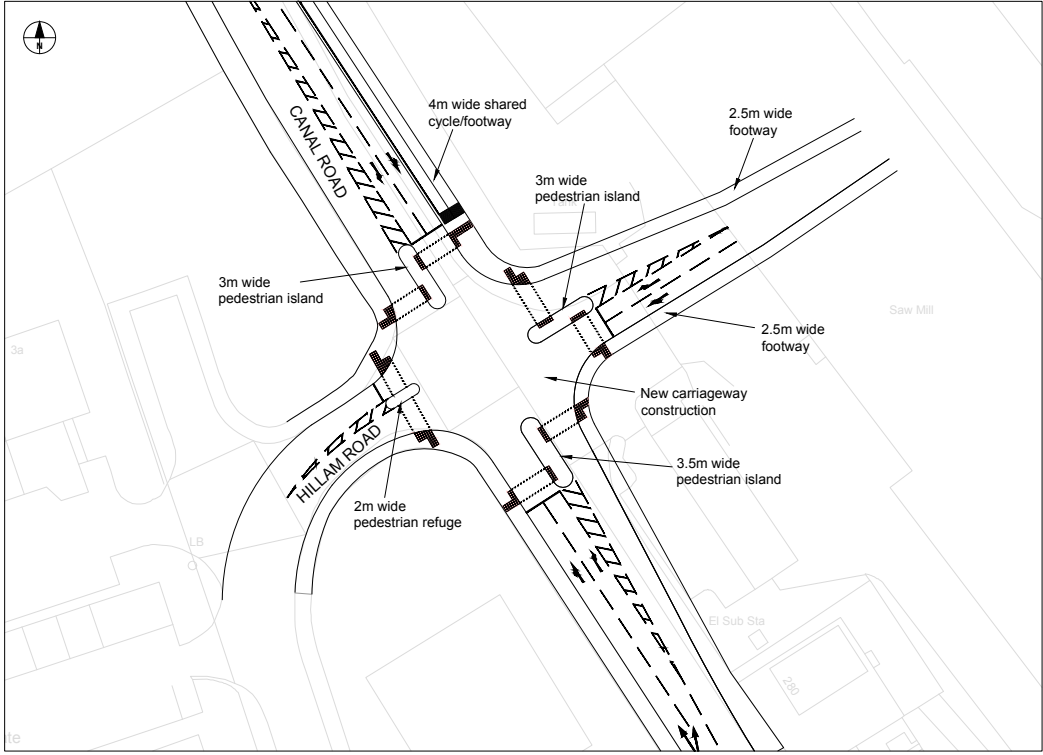 N
CANAL ROAD
4m wide shared
cycle/footway
2.5m wide
footway
3m wide
pedestrian island
3m wide
pedestrian island
Saw Mill
3a
2.5m wide
footway
New carriageway
construction
HILLAM ROAD
3.5m wide
pedestrian island
2m wide
pedestrian refuge
LB
El Sub Sta
280